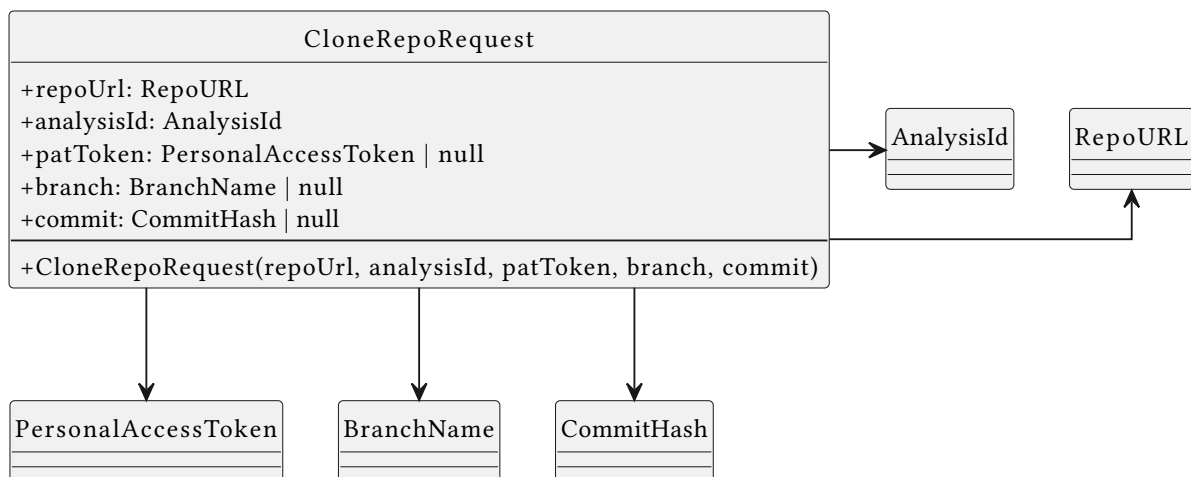 CloneRepoRequest
+repoUrl: RepoURL
+analysisId: AnalysisId
+patToken: PersonalAccessToken | null
+branch: BranchName | null
+commit: CommitHash | null
+CloneRepoRequest(repoUrl, analysisId, patToken, branch, commit)
AnalysisId
RepoURL
PersonalAccessToken
BranchName
CommitHash